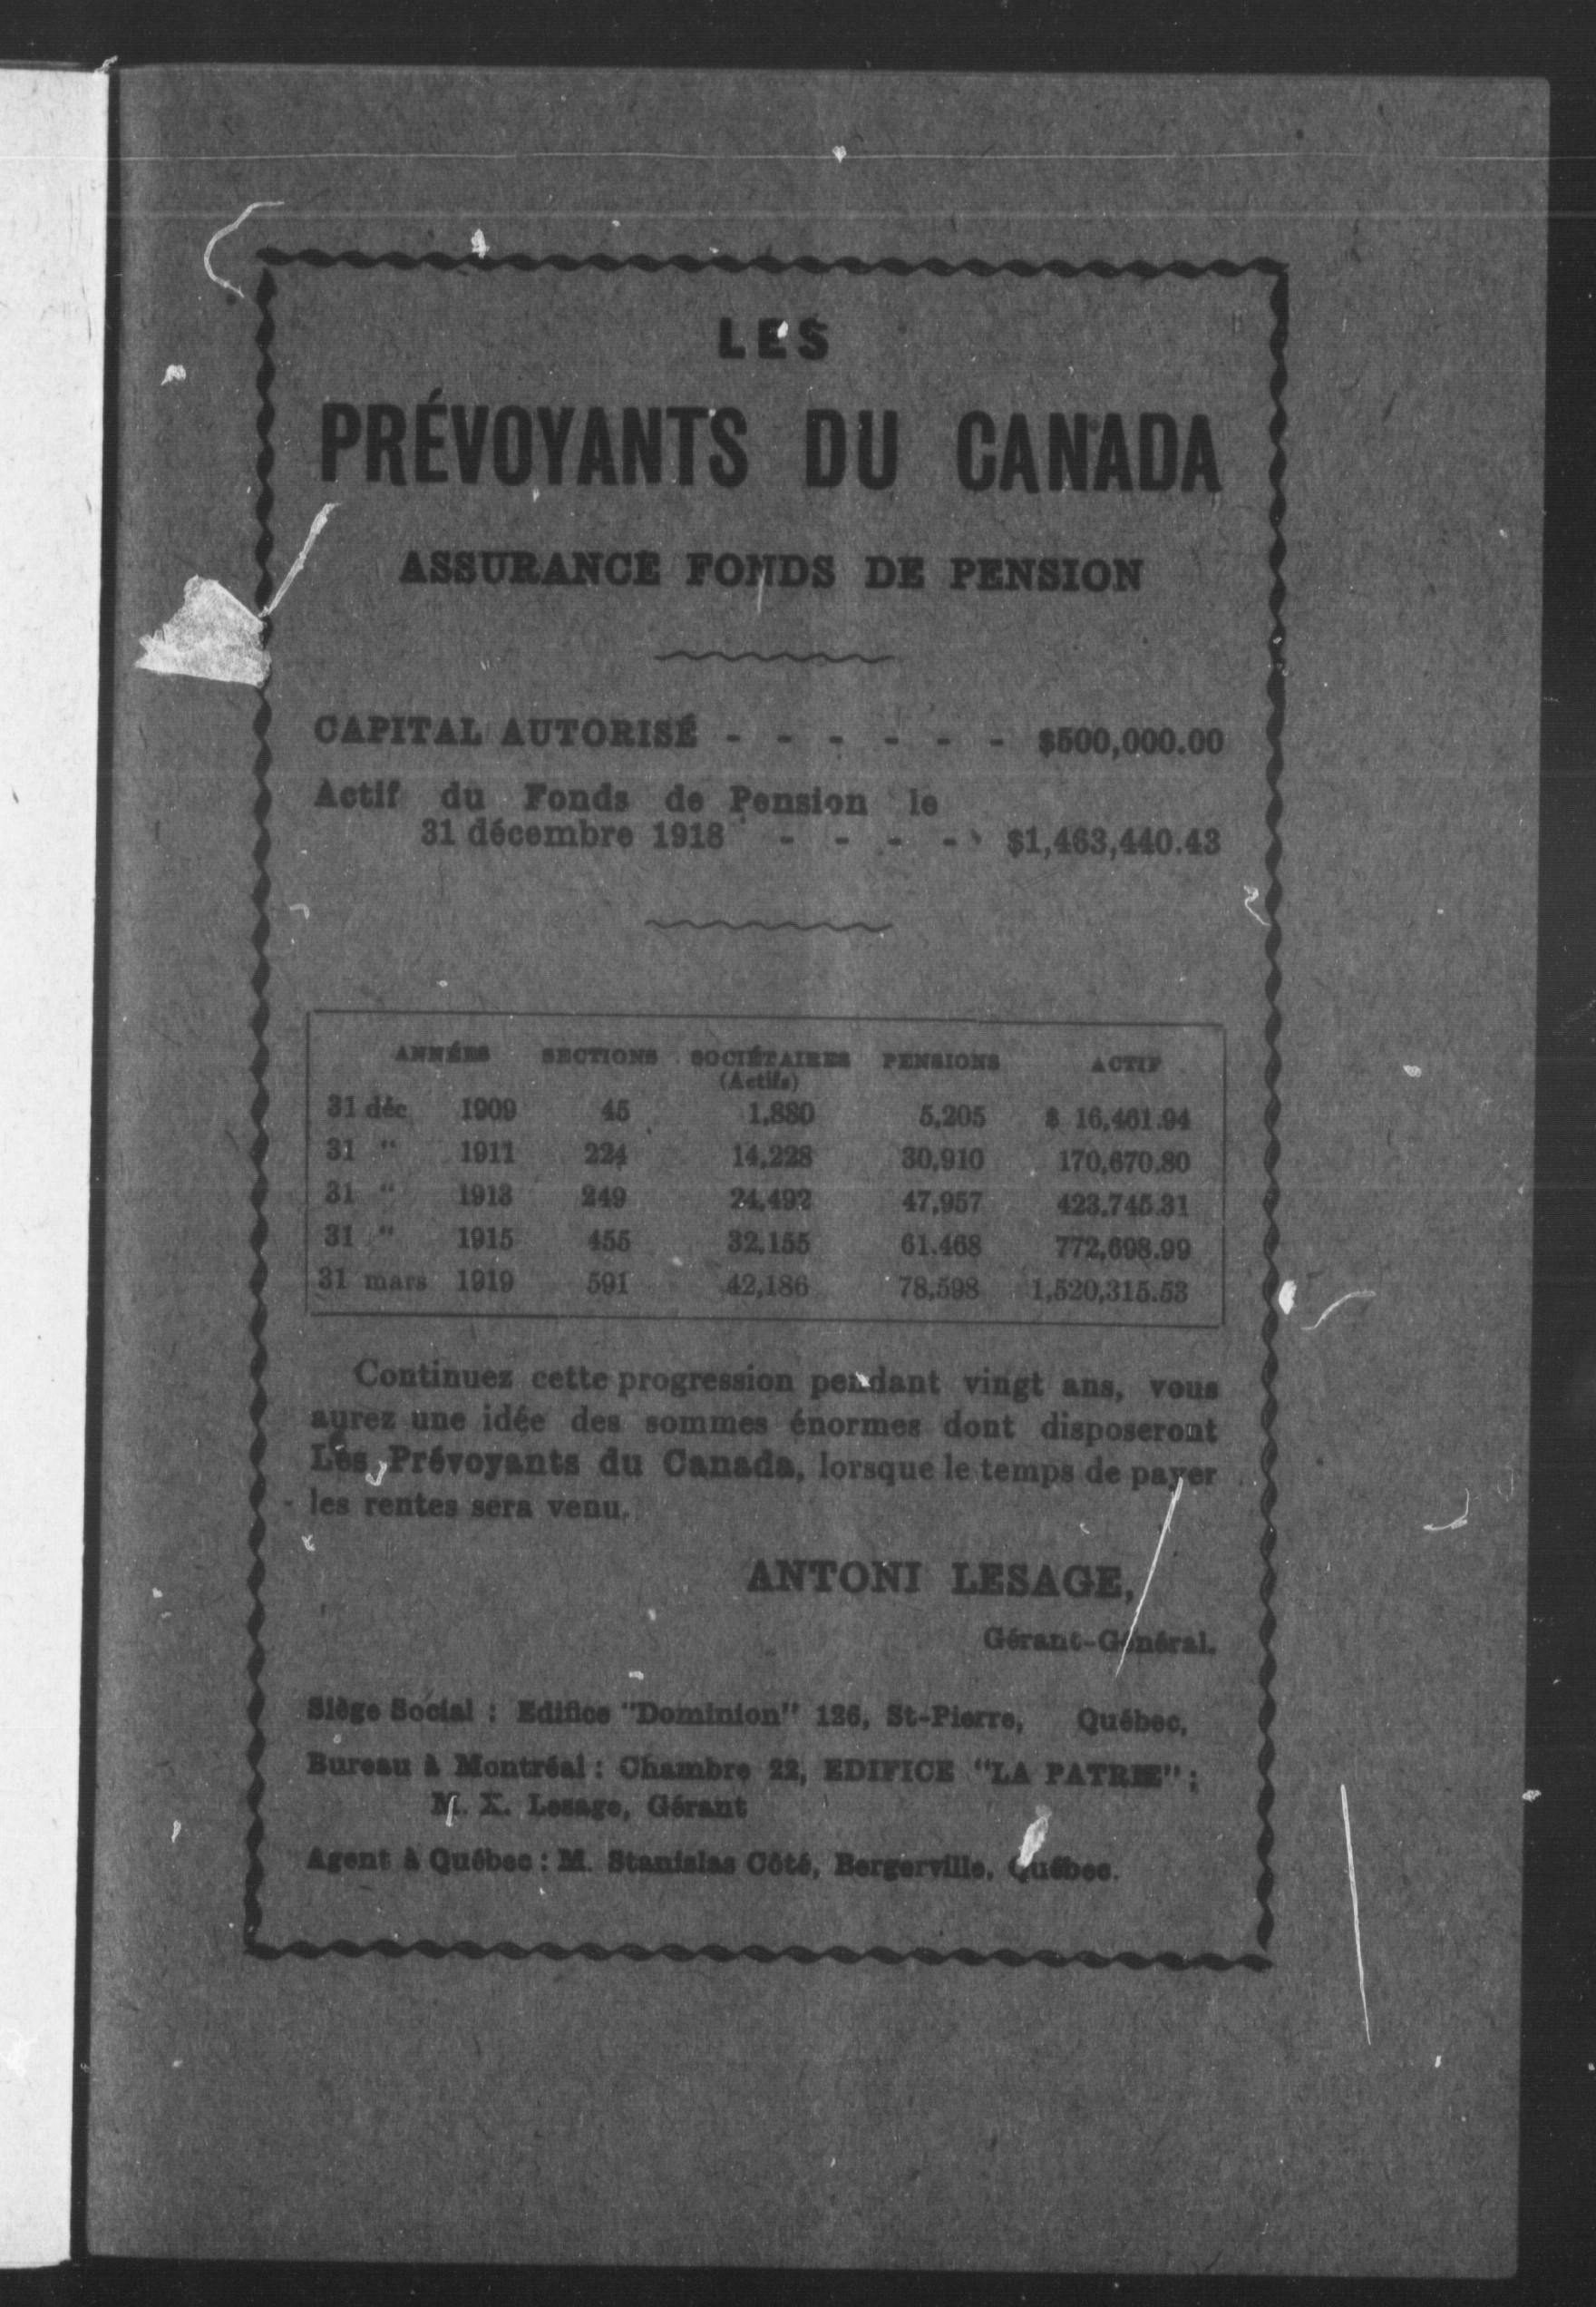 LES
PRÉVOYANTS DU CANADA
ASSURANCE FONDS DE PENSION
CAPITAL AUTORISÉ - - - - - - $500,000.00
Actif du Fonds de Pension le
31 décembre 1918 - - - - $1,463,440.43
ANNÉES SECTIONS SOCIÉTAIRES PENSIONS ACTIF
(Actifs)
31 déc 1909 45 1,880 5,205 $ 16,461.94
31 " 1911 224 14,228 30,910 170,670.80
31 " 1913 249 24,492 47,957 423,745.31
31 " 1915 455 32,155 61.468 772,698.99
31 mars 1919 591 42,186 78,598 1,520,315.53
Continuez cette progression pendant vingt ans, vous
aurez une idée des sommes énormes dont disposeront
Les Prévoyants du Canada, lorsque le temps de payer
les rentes sera venu.
ANTONI LESAGE,
Gérant-Général.
Siège Social : Edifice "Dominion" 126, St-Pierre, Québec,
Bureau à Montréal : Chambre 22, EDIFICE "LA PATRIE" ;
M. X. Lesage, Gérant
Agent à Québec : M. Stanislas Côté, Bergerville, Québec.